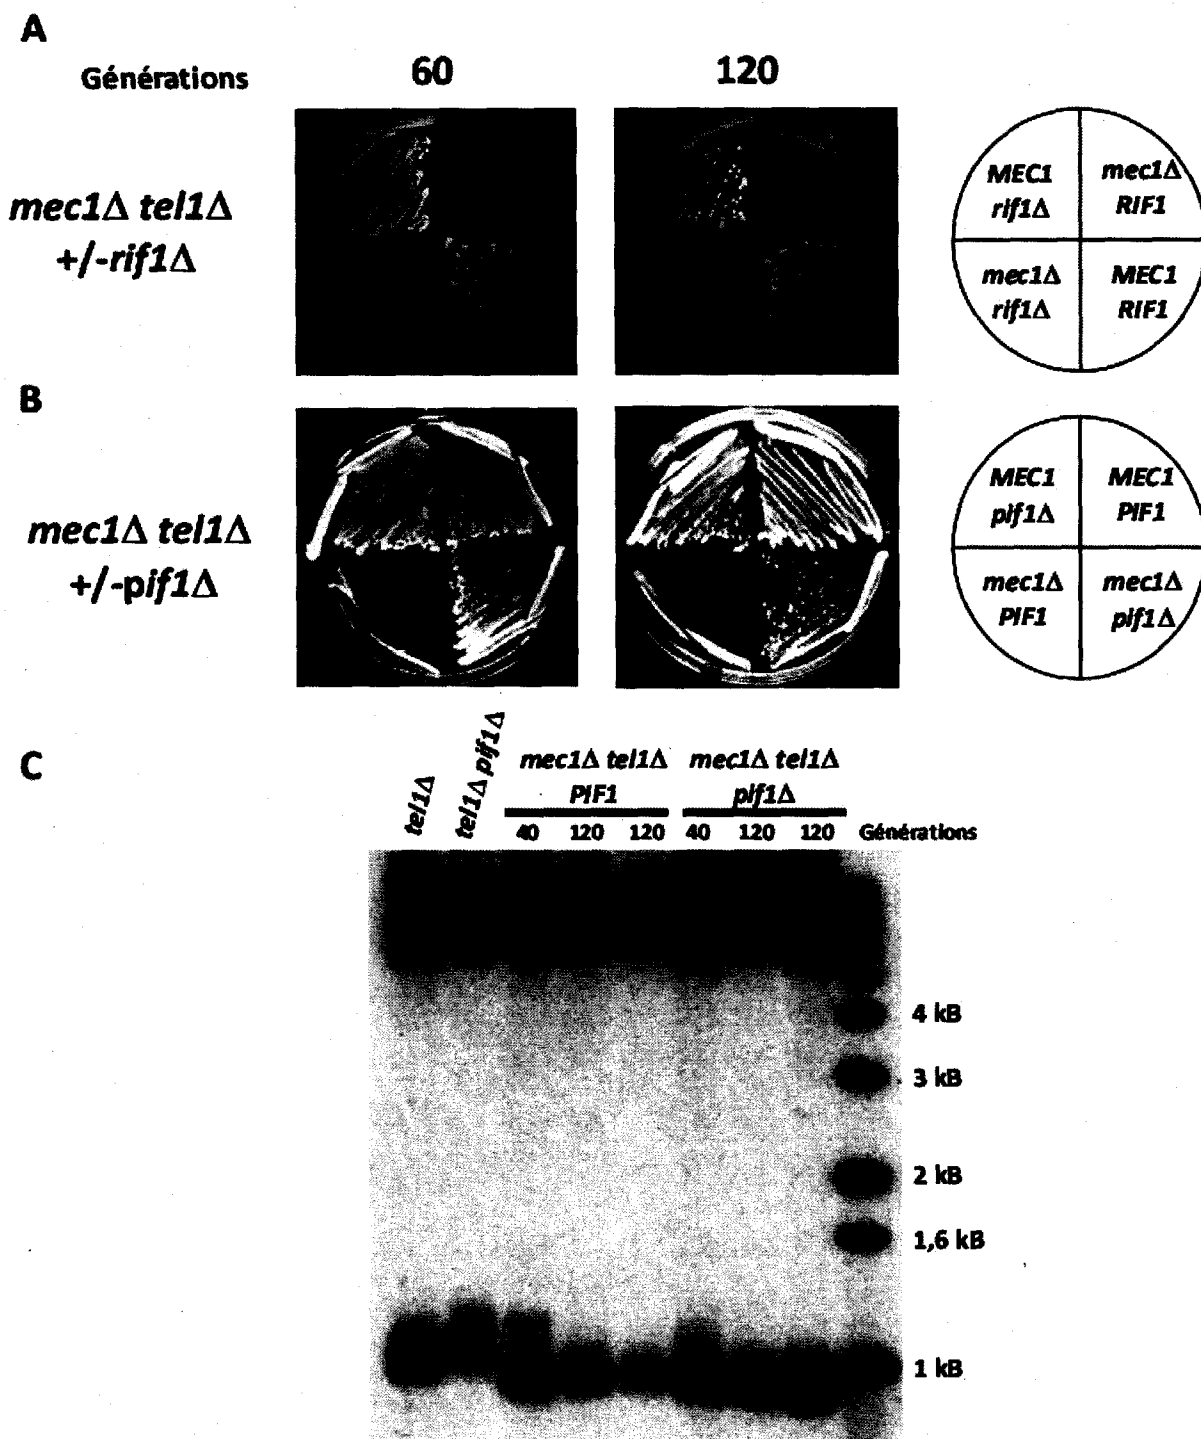 A
Générations 60 120
mec1Δ tel1Δ
+/-rif1Δ
MEC1 mec1Δ
rif1Δ RIF1
mec1Δ MEC1
rif1Δ RIF1
B
mec1Δ tel1Δ
+/-pif1Δ
MEC1 MEC1
pif1Δ PIF1
mec1Δ mec1Δ
PIF1 pif1Δ
C
tel1Δ
tel1Δ pif1Δ
mec1Δ tel1Δ mec1Δ tel1Δ
PIF1 pif1Δ
40 120 120 40 120 120 Générations
4 kB
3 kB
2 kB
1,6 kB
1 kB